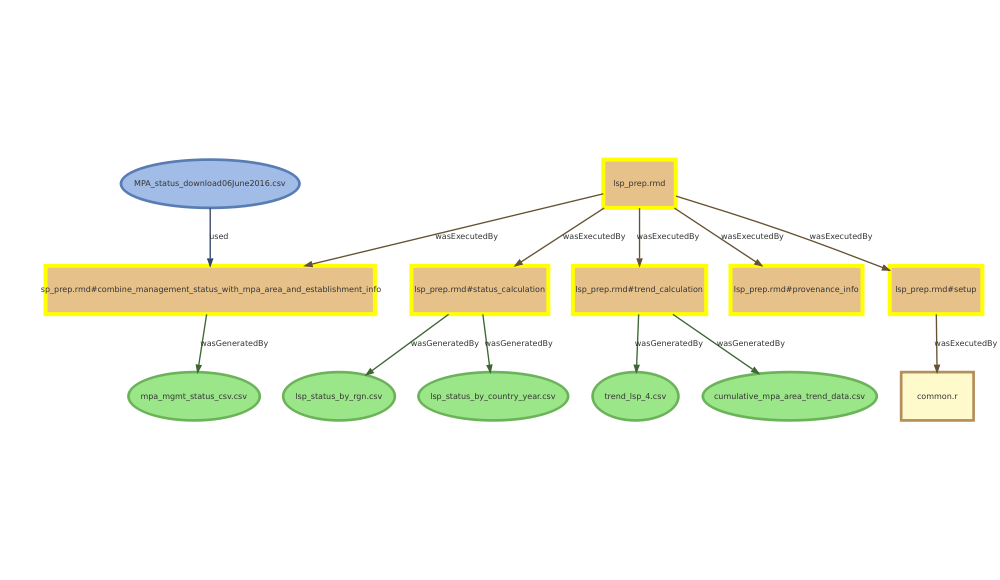 MPA_status_download06June2016.csv
lsp_prep.rmd
used
wasExecutedBy
wasExecutedBy
wasExecutedBy
wasExecutedBy
wasExecutedBy
sp_prep.rmd#combine_management_status_with_mpa_area_and_establishment_info
lsp_prep.rmd#status_calculation
lsp_prep.rmd#trend_calculation
lsp_prep.rmd#provenance_info
lsp_prep.rmd#setup
wasGeneratedBy
wasGeneratedBy
wasGeneratedBy
wasGeneratedBy
wasGeneratedBy
wasExecutedBy
mpa_mgmt_status_csv.csv
lsp_status_by_rgn.csv
lsp_status_by_country_year.csv
trend_lsp_4.csv
cumulative_mpa_area_trend_data.csv
common.r